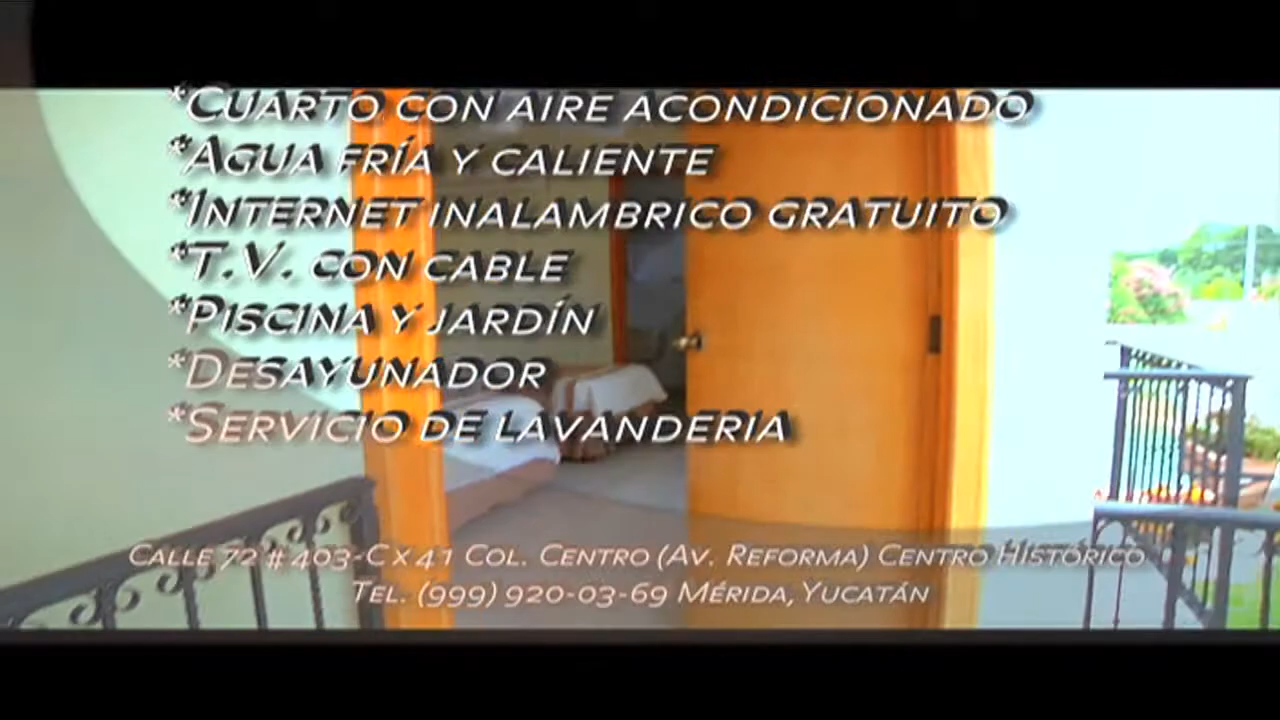 *Cuarto con aire acondicionado
*Agua fría y caliente
*Internet inalambrico gratuito
*T.V. con cable
*Piscina y jardín
*Desayunador
*Servicio de lavanderia
Calle 72 # 403-C x 41 Col. Centro (Av. Reforma) Centro Histórico
Tel. (999) 920-03-69 Mérida, Yucatán